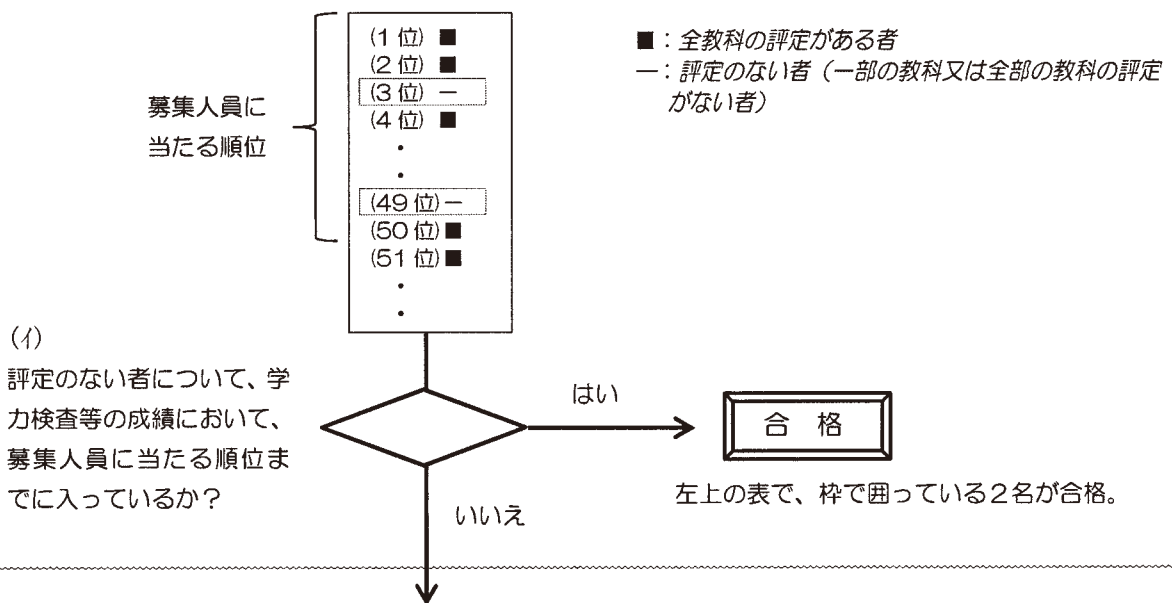 (1位) ■
(2位) ■
(3位) −
(4位) ■
・
・
(49位) −
(50位) ■
(51位) ■
・
・
募集人員に
当たる順位
■：全教科の評定がある者
−：評定のない者（一部の教科又は全部の教科の評定
がない者）
(ｲ)
評定のない者について、学
力検査等の成績において、
募集人員に当たる順位ま
でに入っているか？
はい
合　格
左上の表で、枠で囲っている２名が合格。
いいえ